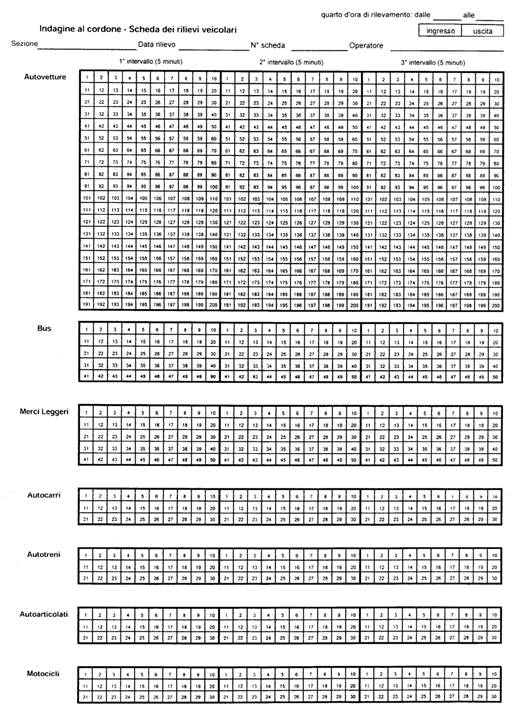 quarto d'ora di rilevamento: dalle ______ alle ______
Indagine al cordone - Scheda dei rilievi veicolari ingresso uscita
Sezione Data rilievo N° scheda Operatore
1° intervallo (5 minuti) 2° intervallo (5 minuti) 3° intervallo (5 minuti)
Autovetture 1 2 3 4 5 6 7 8 9 10 1 2 3 4 5 6 7 8 9 10 1 2 3 4 5 6 7 8 9 10
11 12 13 14 15 16 17 18 19 20 11 12 13 14 15 16 17 18 19 20 11 12 13 14 15 16 17 18 19 20
21 22 23 24 25 26 27 28 29 30 21 22 23 24 25 26 27 28 29 30 21 22 23 24 25 26 27 28 29 30
31 32 33 34 35 36 37 38 39 40 31 32 33 34 35 36 37 38 39 40 31 32 33 34 35 36 37 38 39 40
41 42 43 44 45 46 47 48 49 50 41 42 43 44 45 46 47 48 49 50 41 42 43 44 45 46 47 48 49 50
51 52 53 54 55 56 57 58 59 60 51 52 53 54 55 56 57 58 59 60 51 52 53 54 55 56 57 58 59 60
61 62 63 64 65 66 67 68 69 70 61 62 63 64 65 66 67 68 69 70 61 62 63 64 65 66 67 68 69 70
71 72 73 74 75 76 77 78 79 80 71 72 73 74 75 76 77 78 79 80 71 72 73 74 75 76 77 78 79 80
81 82 83 84 85 86 87 88 89 90 81 82 83 84 85 86 87 88 89 90 81 82 83 84 85 86 87 88 89 90
91 92 93 94 95 96 97 98 99 100 91 92 93 94 95 96 97 98 99 100 91 92 93 94 95 96 97 98 99 100
101 102 103 104 105 106 107 108 109 110 101 102 103 104 105 106 107 108 109 110 101 102 103 104 105 106 107 108 109 110
111 112 113 114 115 116 117 118 119 120 111 112 113 114 115 116 117 118 119 120 111 112 113 114 115 116 117 118 119 120
121 122 123 124 125 126 127 128 129 130 121 122 123 124 125 126 127 128 129 130 121 122 123 124 125 126 127 128 129 130
131 132 133 134 135 136 137 138 139 140 131 132 133 134 135 136 137 138 139 140 131 132 133 134 135 136 137 138 139 140
141 142 143 144 145 146 147 148 149 150 141 142 143 144 145 146 147 148 149 150 141 142 143 144 145 146 147 148 149 150
151 152 153 154 155 156 157 158 159 160 151 152 153 154 155 156 157 158 159 160 151 152 153 154 155 156 157 158 159 160
161 162 163 164 165 166 167 168 169 170 161 162 163 164 165 166 167 168 169 170 161 162 163 164 165 166 167 168 169 170
171 172 173 174 175 176 177 178 179 180 171 172 173 174 175 176 177 178 179 180 171 172 173 174 175 176 177 178 179 180
181 182 183 184 185 186 187 188 189 190 181 182 183 184 185 186 187 188 189 190 181 182 183 184 185 186 187 188 189 190
191 192 193 194 195 196 197 198 199 200 191 192 193 194 195 196 197 198 199 200 191 192 193 194 195 196 197 198 199 200
Bus 1 2 3 4 5 6 7 8 9 10 1 2 3 4 5 6 7 8 9 10 1 2 3 4 5 6 7 8 9 10
11 12 13 14 15 16 17 18 19 20 11 12 13 14 15 16 17 18 19 20 11 12 13 14 15 16 17 18 19 20
21 22 23 24 25 26 27 28 29 30 21 22 23 24 25 26 27 28 29 30 21 22 23 24 25 26 27 28 29 30
31 32 33 34 35 36 37 38 39 40 31 32 33 34 35 36 37 38 39 40 31 32 33 34 35 36 37 38 39 40
41 42 43 44 45 46 47 48 49 50 41 42 43 44 45 46 47 48 49 50 41 42 43 44 45 46 47 48 49 50
Merci Leggeri 1 2 3 4 5 6 7 8 9 10 1 2 3 4 5 6 7 8 9 10 1 2 3 4 5 6 7 8 9 10
11 12 13 14 15 16 17 18 19 20 11 12 13 14 15 16 17 18 19 20 11 12 13 14 15 16 17 18 19 20
21 22 23 24 25 26 27 28 29 30 21 22 23 24 25 26 27 28 29 30 21 22 23 24 25 26 27 28 29 30
31 32 33 34 35 36 37 38 39 40 31 32 33 34 35 36 37 38 39 40 31 32 33 34 35 36 37 38 39 40
41 42 43 44 45 46 47 48 49 50 41 42 43 44 45 46 47 48 49 50 41 42 43 44 45 46 47 48 49 50
Autocarri 1 2 3 4 5 6 7 8 9 10 1 2 3 4 5 6 7 8 9 10 1 2 3 4 5 6 7 8 9 10
11 12 13 14 15 16 17 18 19 20 11 12 13 14 15 16 17 18 19 20 11 12 13 14 15 16 17 18 19 20
21 22 23 24 25 26 27 28 29 30 21 22 23 24 25 26 27 28 29 30 21 22 23 24 25 26 27 28 29 30
Autotreni 1 2 3 4 5 6 7 8 9 10 1 2 3 4 5 6 7 8 9 10 1 2 3 4 5 6 7 8 9 10
11 12 13 14 15 16 17 18 19 20 11 12 13 14 15 16 17 18 19 20 11 12 13 14 15 16 17 18 19 20
21 22 23 24 25 26 27 28 29 30 21 22 23 24 25 26 27 28 29 30 21 22 23 24 25 26 27 28 29 30
Autoarticolati 1 2 3 4 5 6 7 8 9 10 1 2 3 4 5 6 7 8 9 10 1 2 3 4 5 6 7 8 9 10
11 12 13 14 15 16 17 18 19 20 11 12 13 14 15 16 17 18 19 20 11 12 13 14 15 16 17 18 19 20
21 22 23 24 25 26 27 28 29 30 21 22 23 24 25 26 27 28 29 30 21 22 23 24 25 26 27 28 29 30
Motocicli 1 2 3 4 5 6 7 8 9 10 1 2 3 4 5 6 7 8 9 10 1 2 3 4 5 6 7 8 9 10
11 12 13 14 15 16 17 18 19 20 11 12 13 14 15 16 17 18 19 20 11 12 13 14 15 16 17 18 19 20
21 22 23 24 25 26 27 28 29 30 21 22 23 24 25 26 27 28 29 30 21 22 23 24 25 26 27 28 29 30